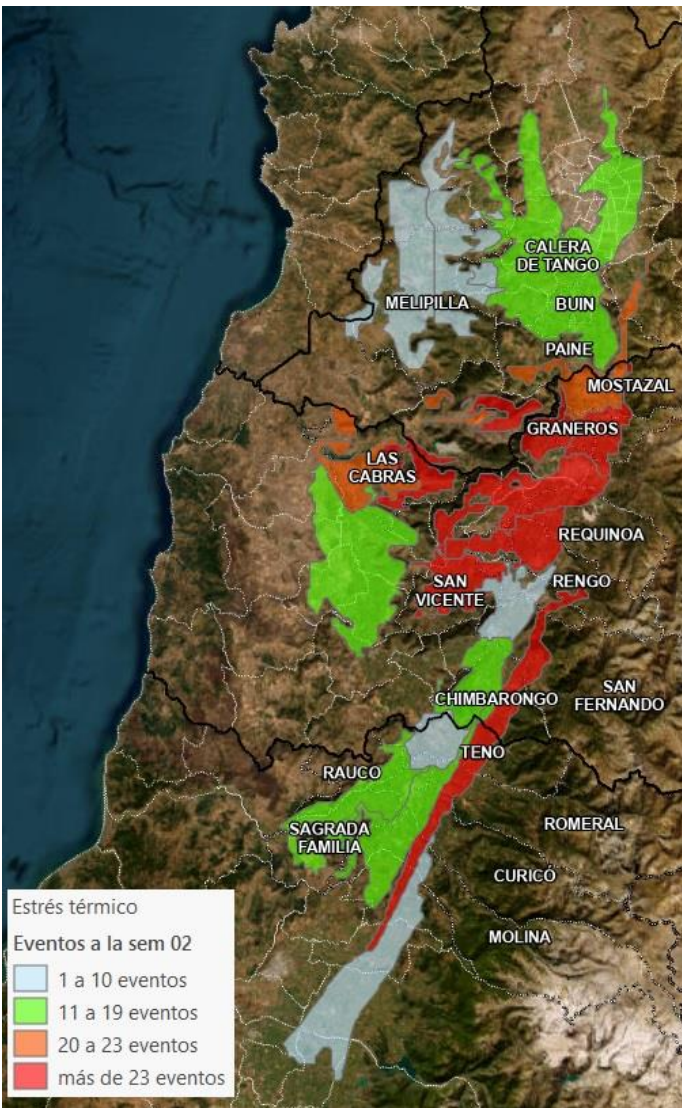 CALERA
DE TANGO
MELIPILLA
BUIN
PAINE
MOSTAZAL
GRANEROS
LAS
CABRAS
REQUINOA
SAN
VICENTE
RENGO
SAN
FERNANDO
CHIMBARONGO
TENO
RAUCO
ROMERAL
SAGRADA
FAMILIA
CURICÓ
MOLINA
Estrés térmico
Eventos a la sem 02
1 a 10 eventos
11 a 19 eventos
20 a 23 eventos
más de 23 eventos